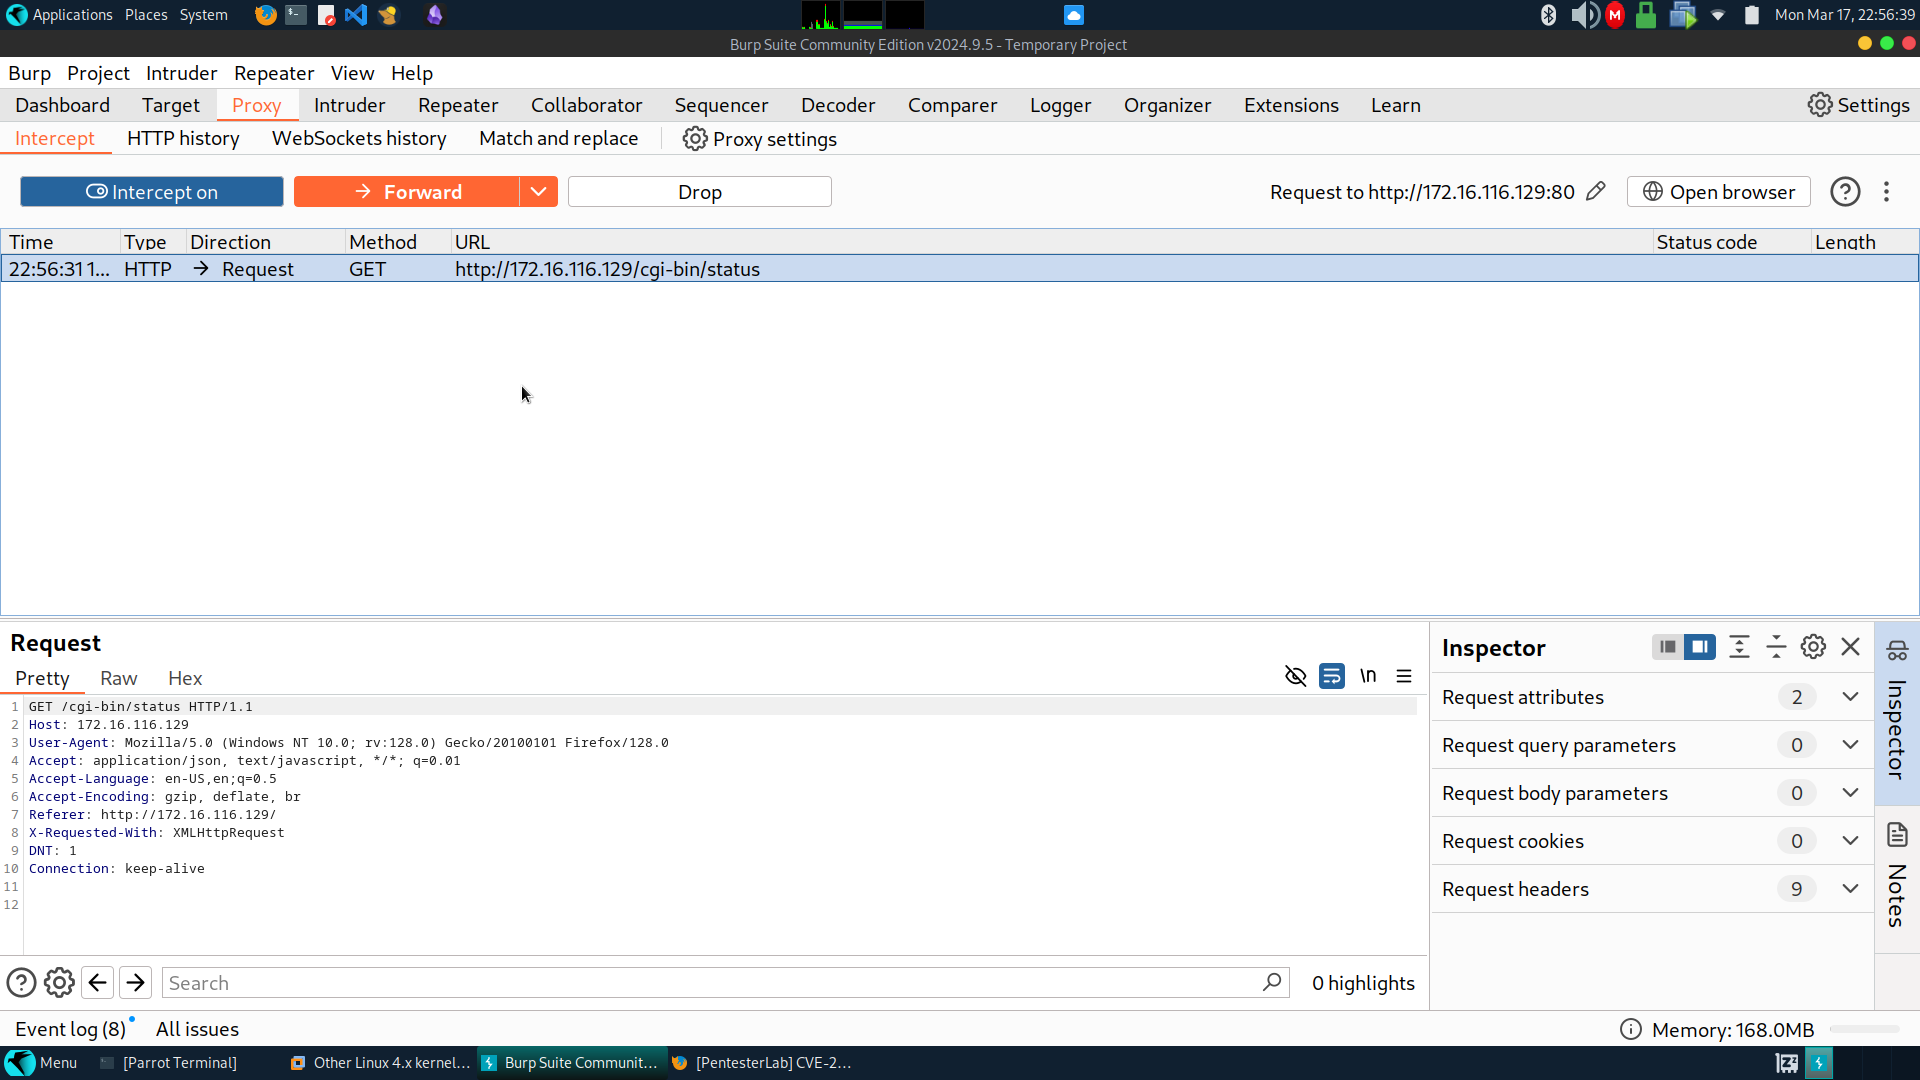 Applications Places System
Mon Mar 17, 22:56:39
Burp Suite Community Edition v2024.9.5 - Temporary Project
Burp Project Intruder Repeater View Help
Dashboard Target Proxy Intruder Repeater Collaborator Sequencer Decoder Comparer Logger Organizer Extensions Learn Settings
Intercept HTTP history WebSockets history Match and replace Proxy settings
Intercept on Forward Drop Request to http://172.16.116.129:80 Open browser
Time Type Direction Method URL Status code Length
22:56:31 1... HTTP Request GET http://172.16.116.129/cgi-bin/status
Request
Pretty Raw Hex
\n
1 GET /cgi-bin/status HTTP/1.1
2 Host: 172.16.116.129
3 User-Agent: Mozilla/5.0 (Windows NT 10.0; rv:128.0) Gecko/20100101 Firefox/128.0
4 Accept: application/json, text/javascript, */*; q=0.01
5 Accept-Language: en-US,en;q=0.5
6 Accept-Encoding: gzip, deflate, br
7 Referer: http://172.16.116.129/
8 X-Requested-With: XMLHttpRequest
9 DNT: 1
10 Connection: keep-alive
11
12
Search
0 highlights
Inspector
Request attributes 2
Request query parameters 0
Request body parameters 0
Request cookies 0
Request headers 9
Inspector
Notes
Event log (8) All issues
Memory: 168.0MB
Menu [Parrot Terminal] Other Linux 4.x kernel... Burp Suite Communit... [PentesterLab] CVE-2...